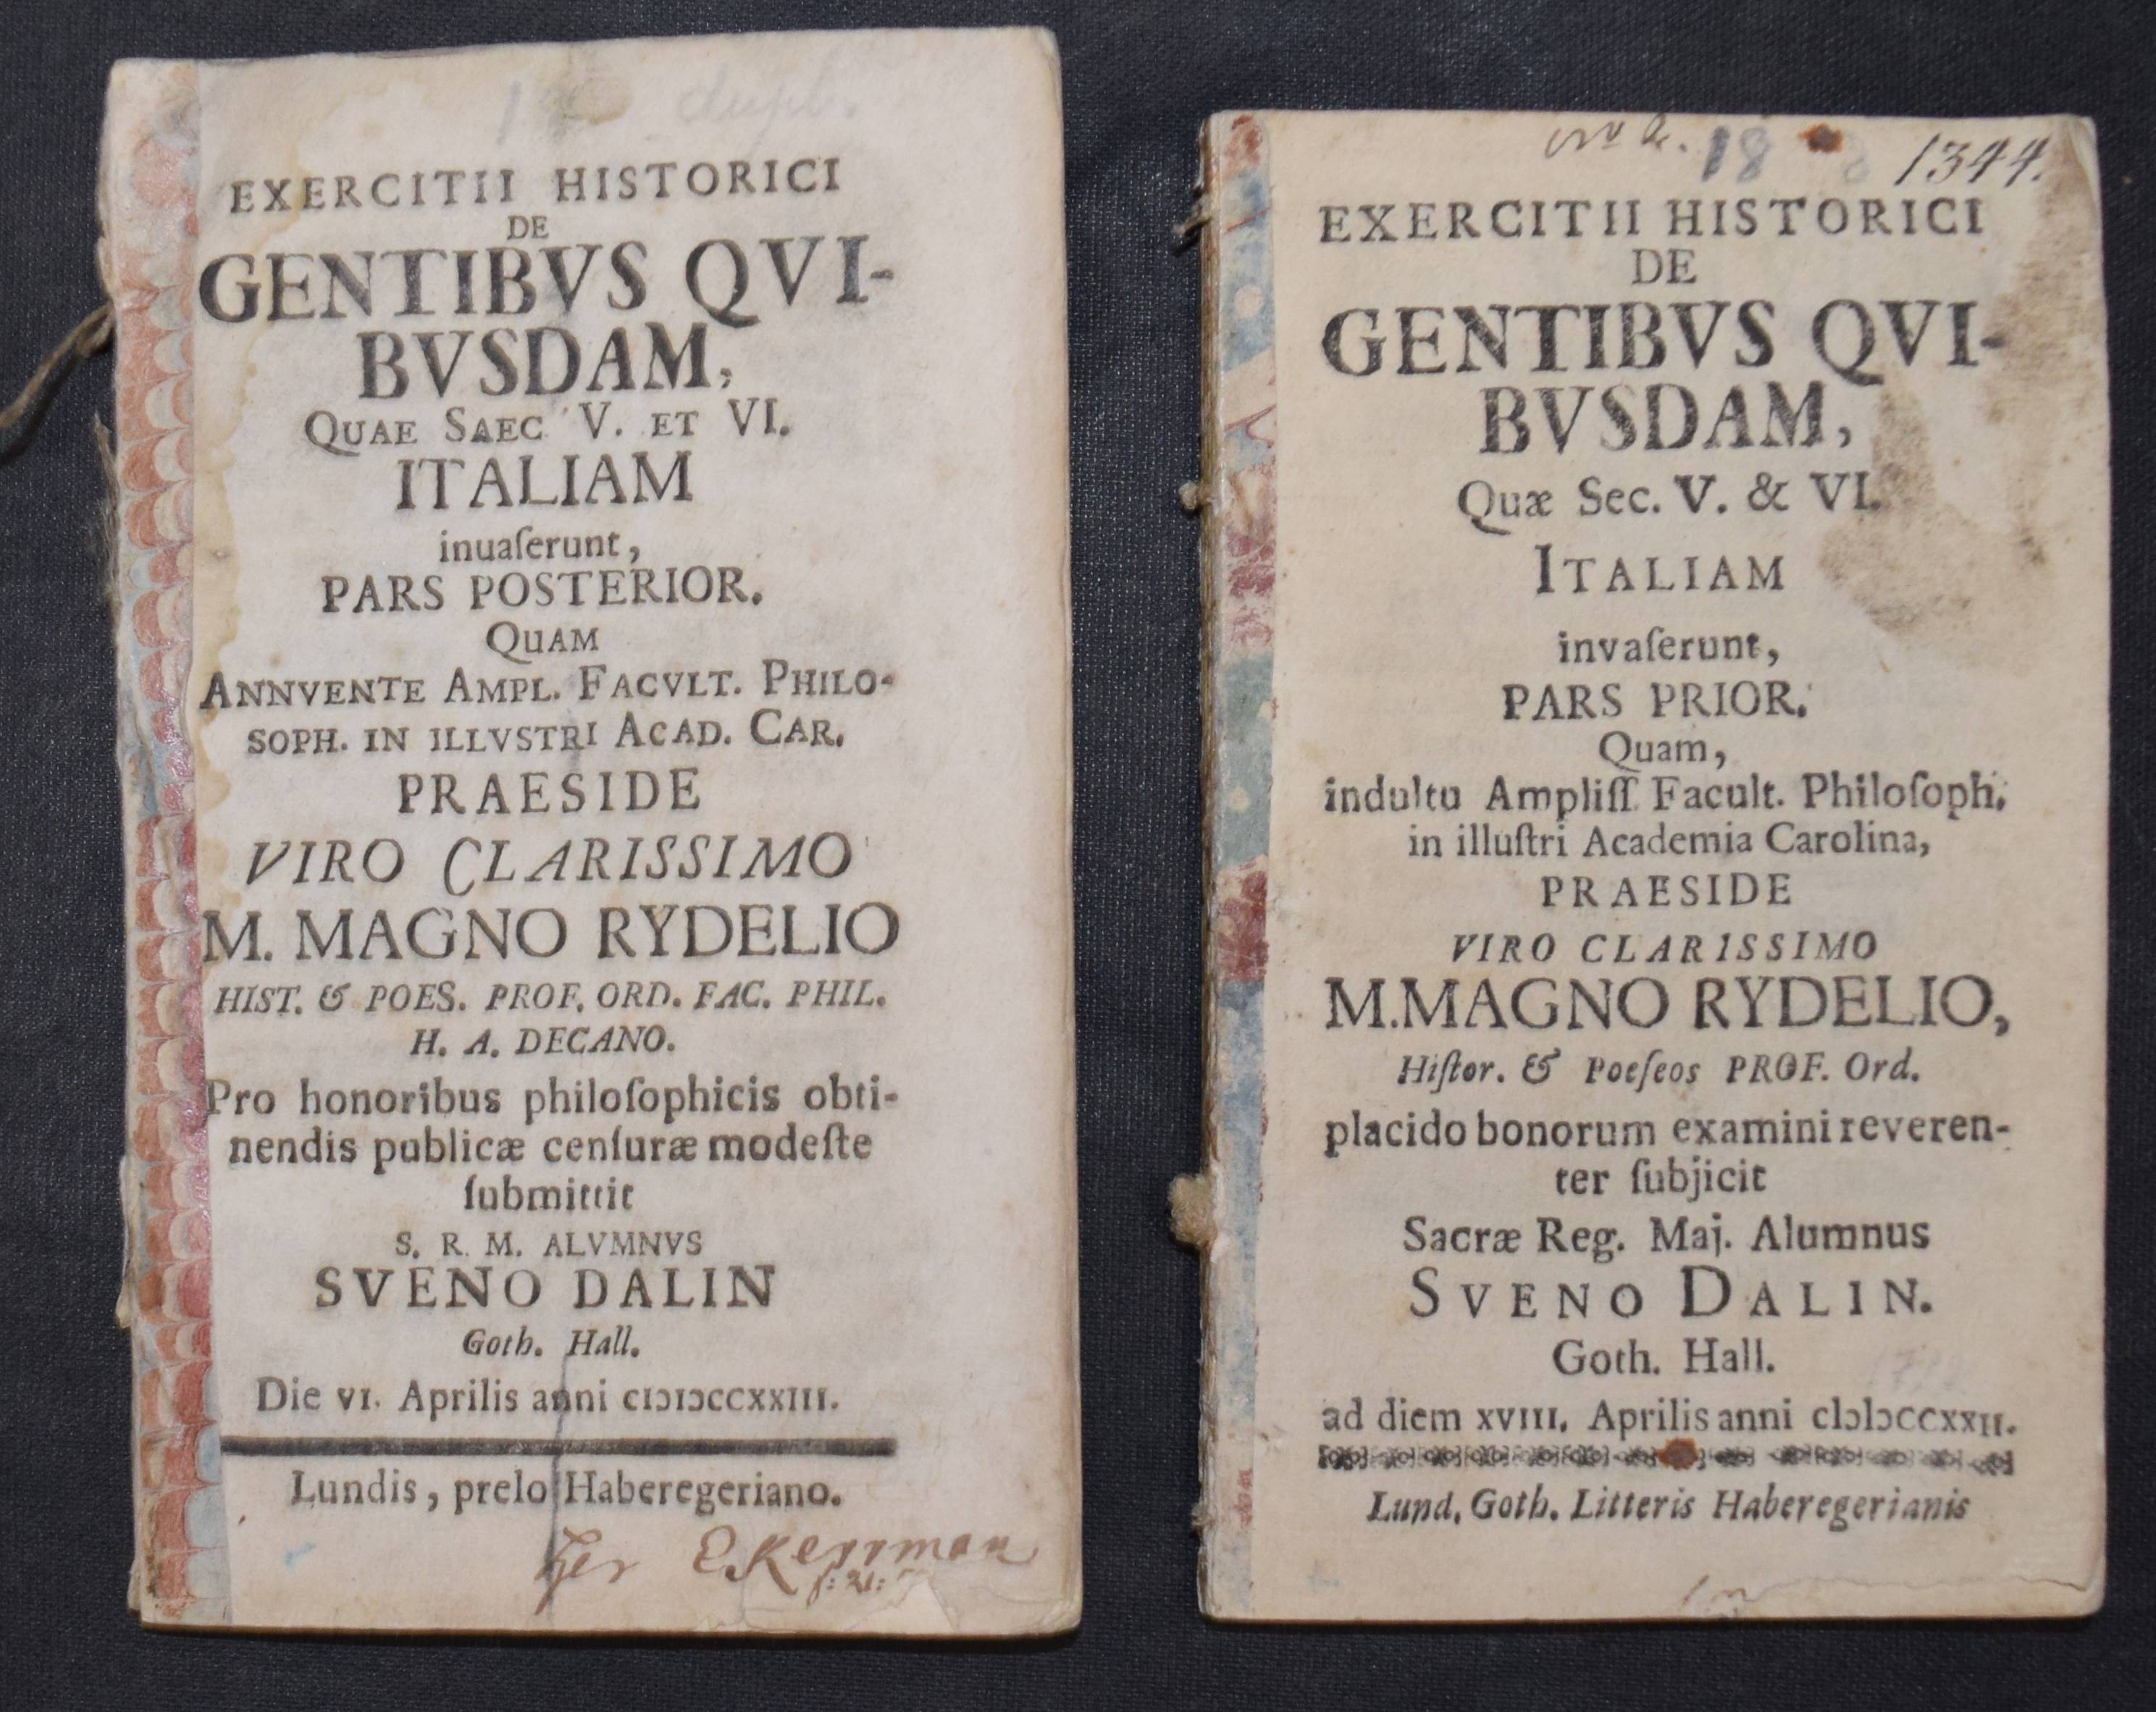 dupl.
EXERCITII HISTORICI
DE
GENTIBVS QVI-
BVSDAM,
QUAE SAEC V. ET VI.
ITALIAM
inuaſerunt,
PARS POSTERIOR.
QUAM
ANNVENTE AMPL. FACVLT. PHILO-
SOPH. IN ILLVSTRI ACAD. CAR.
PRAESIDE
VIRO CLARISSIMO
M. MAGNO RYDELIO
HIST. & POES. PROF. ORD. FAC. PHIL.
H. A. DECANO.
Pro honoribus philoſophicis obti-
nendis publicæ cenſuræ modeſte
ſubmittit
S. R. M. ALVMNVS
SVENO DALIN
Goth. Hall.
Die VI. Aprilis anni CIƆIƆCCXXIII.
Lundis, prelo Haberegeriano.
18
1344.
EXERCITII HISTORICI
DE
GENTIBVS QVI-
BVSDAM,
Quæ Sec. V. & VI.
ITALIAM
invaſerunt,
PARS PRIOR.
Quam,
indultu Ampliſſ. Facult. Philoſoph.
in illuſtri Academia Carolina,
PRAESIDE
VIRO CLARISSIMO
M. MAGNO RYDELIO,
Hiſtor. & Poeſeos PROF. Ord.
placido bonorum examini reveren-
ter ſubjicit
Sacræ Reg. Maj. Alumnus
SVENO DALIN.
Goth. Hall.
ad diem XVIII. Aprilis anni clƆlƆCCXXII.
Lund. Goth. Litteris Haberegerianis